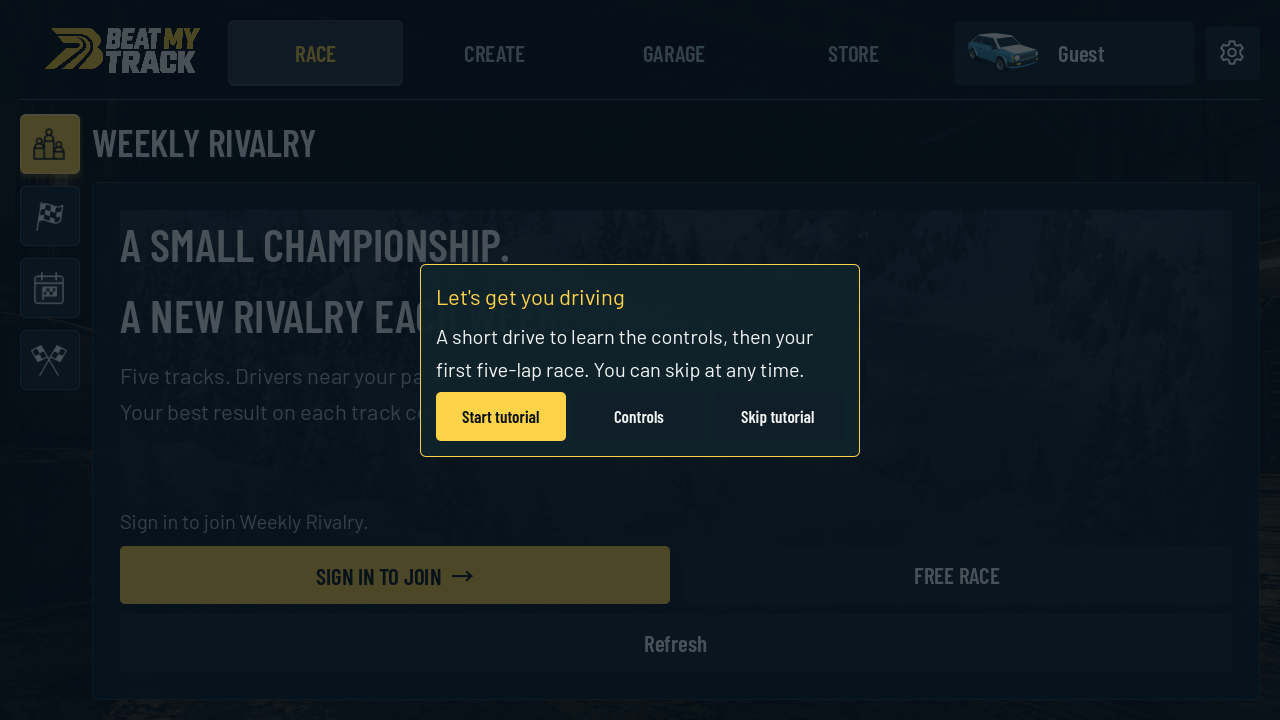 BEAT MY TRACK
RACE
CREATE
GARAGE
STORE
Guest
WEEKLY RIVALRY
A SMALL CHAMPIONSHIP.
A NEW RIVALRY
Five tracks. Drivers near your
Your best result on each track
Let's get you driving
A short drive to learn the controls, then your
first five-lap race. You can skip at any time.
Start tutorial
Controls
Skip tutorial
Sign in to join Weekly Rivalry.
SIGN IN TO JOIN →
FREE RACE
Refresh